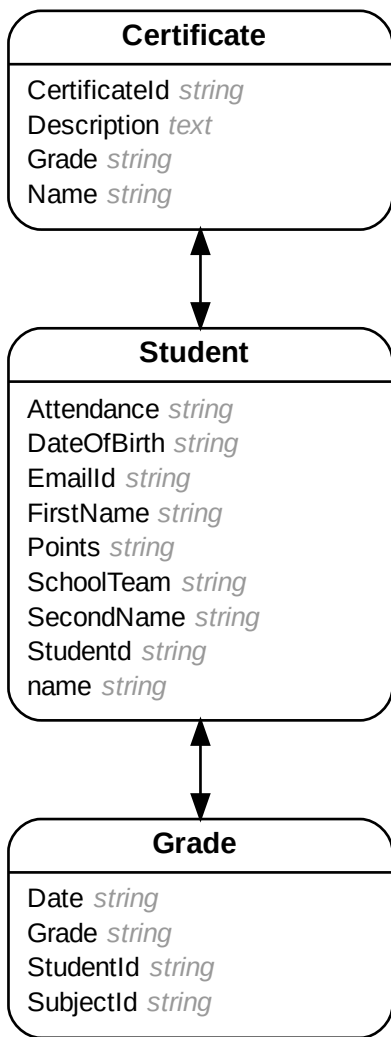 Certificate
CertificateId string
Description text
Grade string
Name string
Student
Attendance string
DateOfBirth string
EmailId string
FirstName string
Points string
SchoolTeam string
SecondName string
Studentd string
name string
Grade
Date string
Grade string
StudentId string
SubjectId string